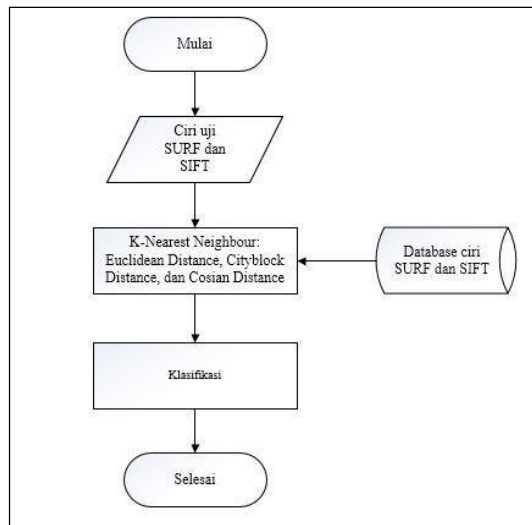 Mulai
Ciri uji
SURF dan
SIFT
K-Nearest Neighbour:
Euclidean Distance, Cityblock
Distance, dan Cosian Distance
Database ciri
SURF dan SIFT
Klasifikasi
Selesai